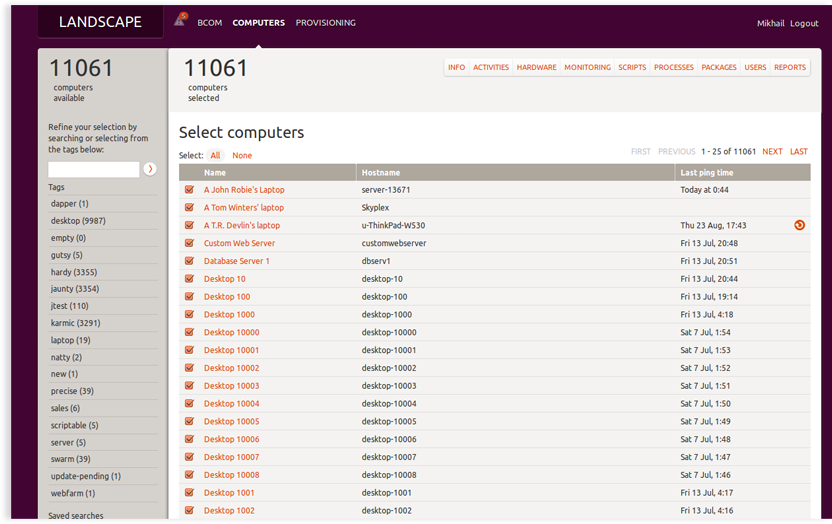 LANDSCAPE
5
BCOM COMPUTERS PROVISIONING
Mikhail Logout
11061
computers
available
Refine your selection by
searching or selecting from
the tags below:
Tags
dapper (1)
desktop (9987)
empty (0)
gutsy (5)
hardy (3355)
jaunty (3354)
jtest (110)
karmic (3291)
laptop (19)
natty (2)
new (1)
precise (39)
sales (6)
scriptable (5)
server (5)
swarm (39)
update-pending (1)
webfarm (1)
Saved searches
11061
computers
selected
INFO ACTIVITIES HARDWARE MONITORING SCRIPTS PROCESSES PACKAGES USERS REPORTS
Select computers
Select: All None
FIRST PREVIOUS 1 - 25 of 11061 NEXT LAST
Name Hostname Last ping time
A John Robie's Laptop server-13671 Today at 0:44
A Tom Winters' laptop Skyplex
A T.R. Devlin's laptop u-ThinkPad-W530 Thu 23 Aug, 17:43
Custom Web Server customwebserver Fri 13 Jul, 20:48
Database Server 1 dbserv1 Fri 13 Jul, 20:51
Desktop 10 desktop-10 Fri 13 Jul, 20:44
Desktop 100 desktop-100 Fri 13 Jul, 19:14
Desktop 1000 desktop-1000 Fri 13 Jul, 4:18
Desktop 10000 desktop-10000 Sat 7 Jul, 1:54
Desktop 10001 desktop-10001 Sat 7 Jul, 1:53
Desktop 10002 desktop-10002 Sat 7 Jul, 1:52
Desktop 10003 desktop-10003 Sat 7 Jul, 1:51
Desktop 10004 desktop-10004 Sat 7 Jul, 1:50
Desktop 10005 desktop-10005 Sat 7 Jul, 1:49
Desktop 10006 desktop-10006 Sat 7 Jul, 1:48
Desktop 10007 desktop-10007 Sat 7 Jul, 1:47
Desktop 10008 desktop-10008 Sat 7 Jul, 1:46
Desktop 1001 desktop-1001 Fri 13 Jul, 4:17
Desktop 1002 desktop-1002 Fri 13 Jul, 4:16